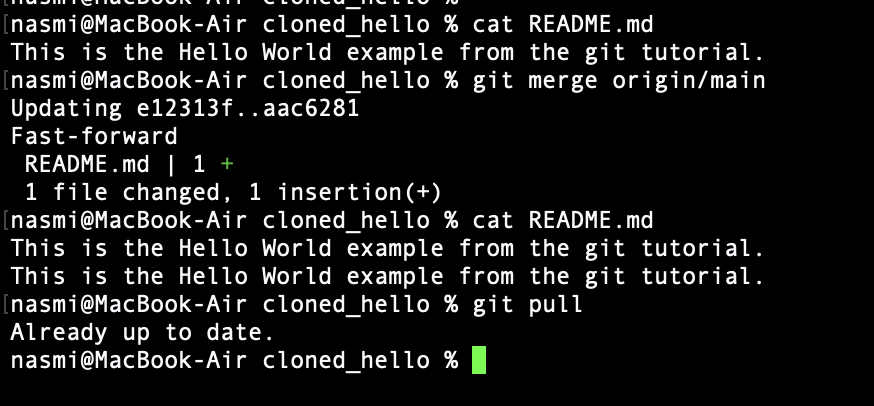 nasmi@MacBook-Air cloned_hello %
[nasmi@MacBook-Air cloned_hello % cat README.md
This is the Hello World example from the git tutorial.
[nasmi@MacBook-Air cloned_hello % git merge origin/main
Updating e12313f..aac6281
Fast-forward
 README.md | 1 +
 1 file changed, 1 insertion(+)
[nasmi@MacBook-Air cloned_hello % cat README.md
This is the Hello World example from the git tutorial.
This is the Hello World example from the git tutorial.
[nasmi@MacBook-Air cloned_hello % git pull
Already up to date.
nasmi@MacBook-Air cloned_hello %